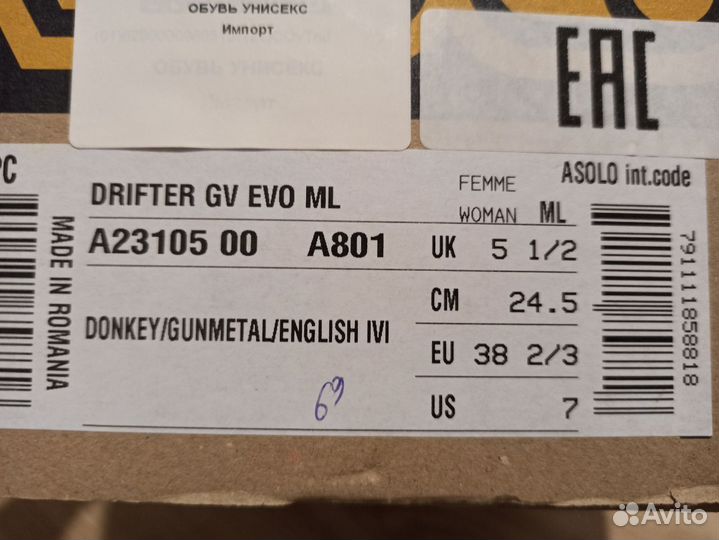 ОБУВЬ УНИСЕКС
Импорт
ОБУВЬ УНИСЕКС
EAC
PC
MADE IN ROMANIA
DRIFTER GV EVO ML
FEMME
WOMAN ML
ASOLO int.code
A23105 00 A801
UK 5 1/2
CM 24.5
DONKEY/GUNMETAL/ENGLISH IVI
EU 38 2/3
US 7
69
7911111858818
Avito